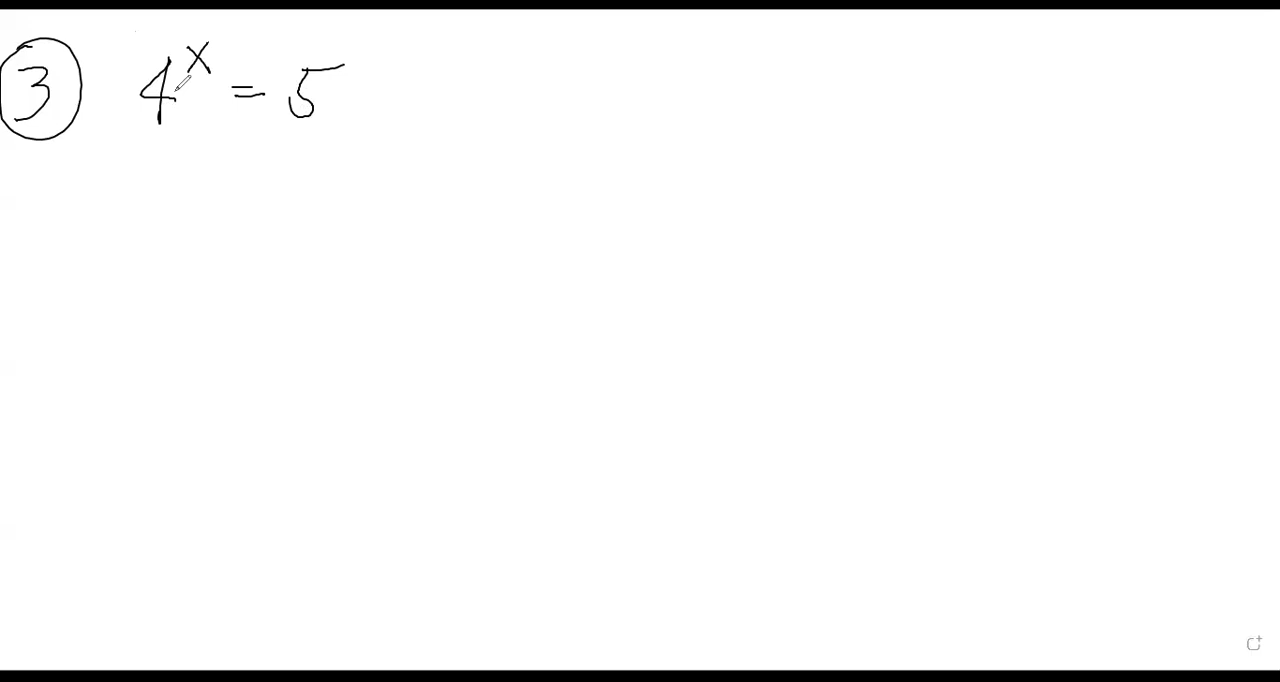 ③ 4^x = 5